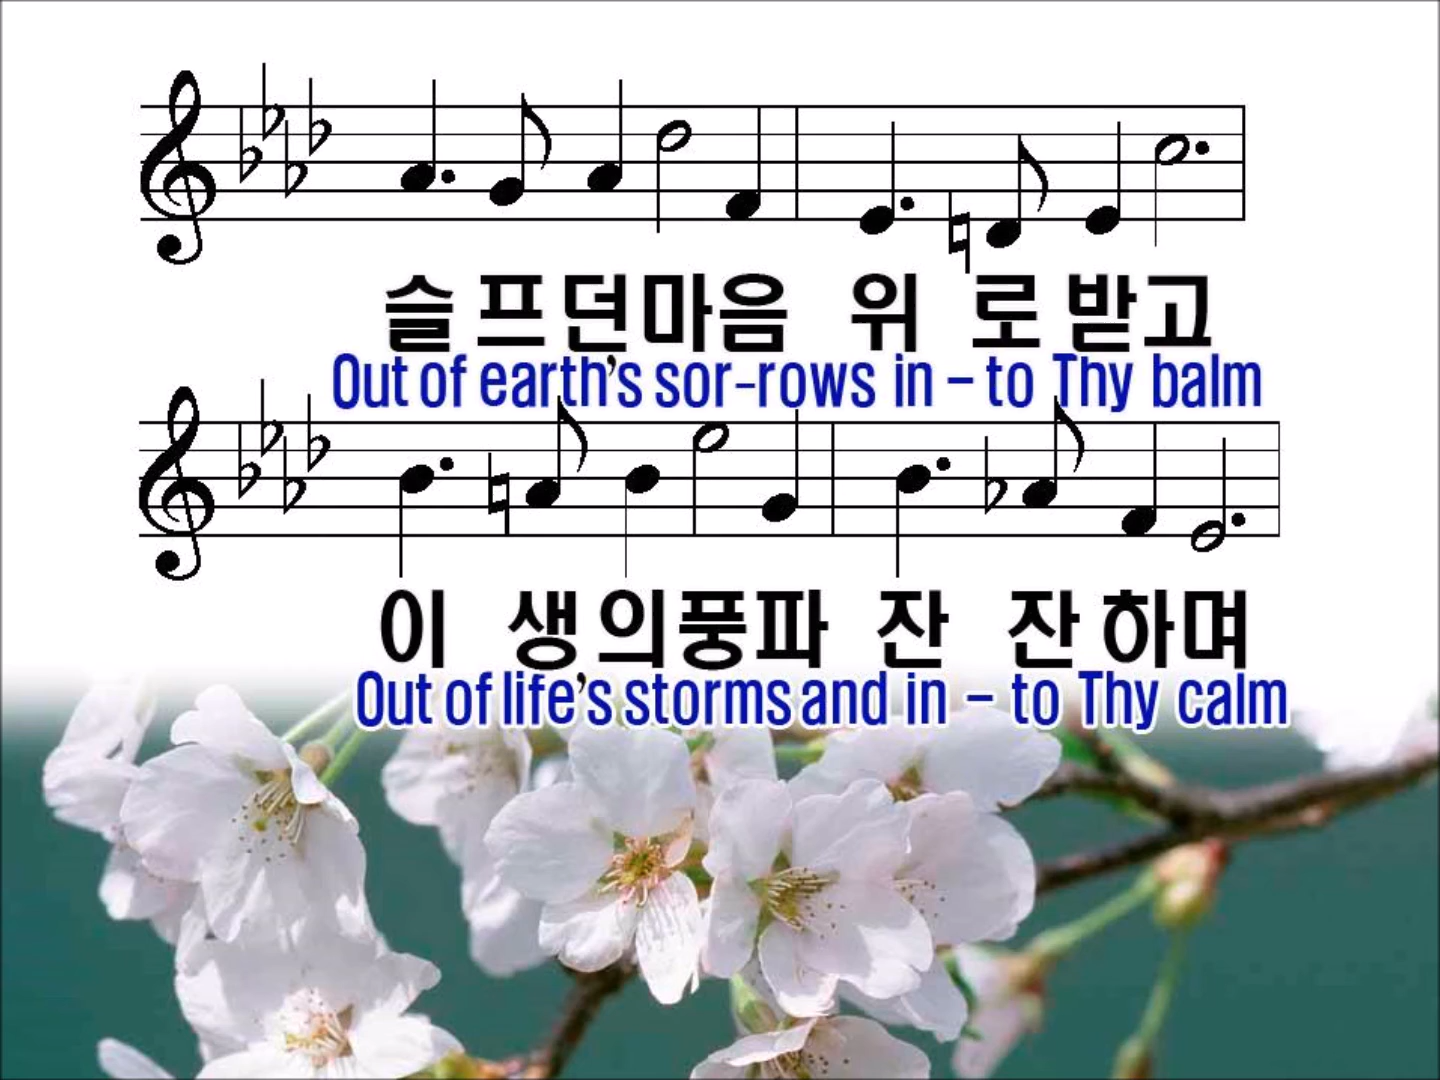 슬 프 던 마 음 위 로 받 고
Out of earth's sor-rows in - to Thy balm
이 생 의 풍 파 잔 잔 하 며
Out of life's storms and in - to Thy calm